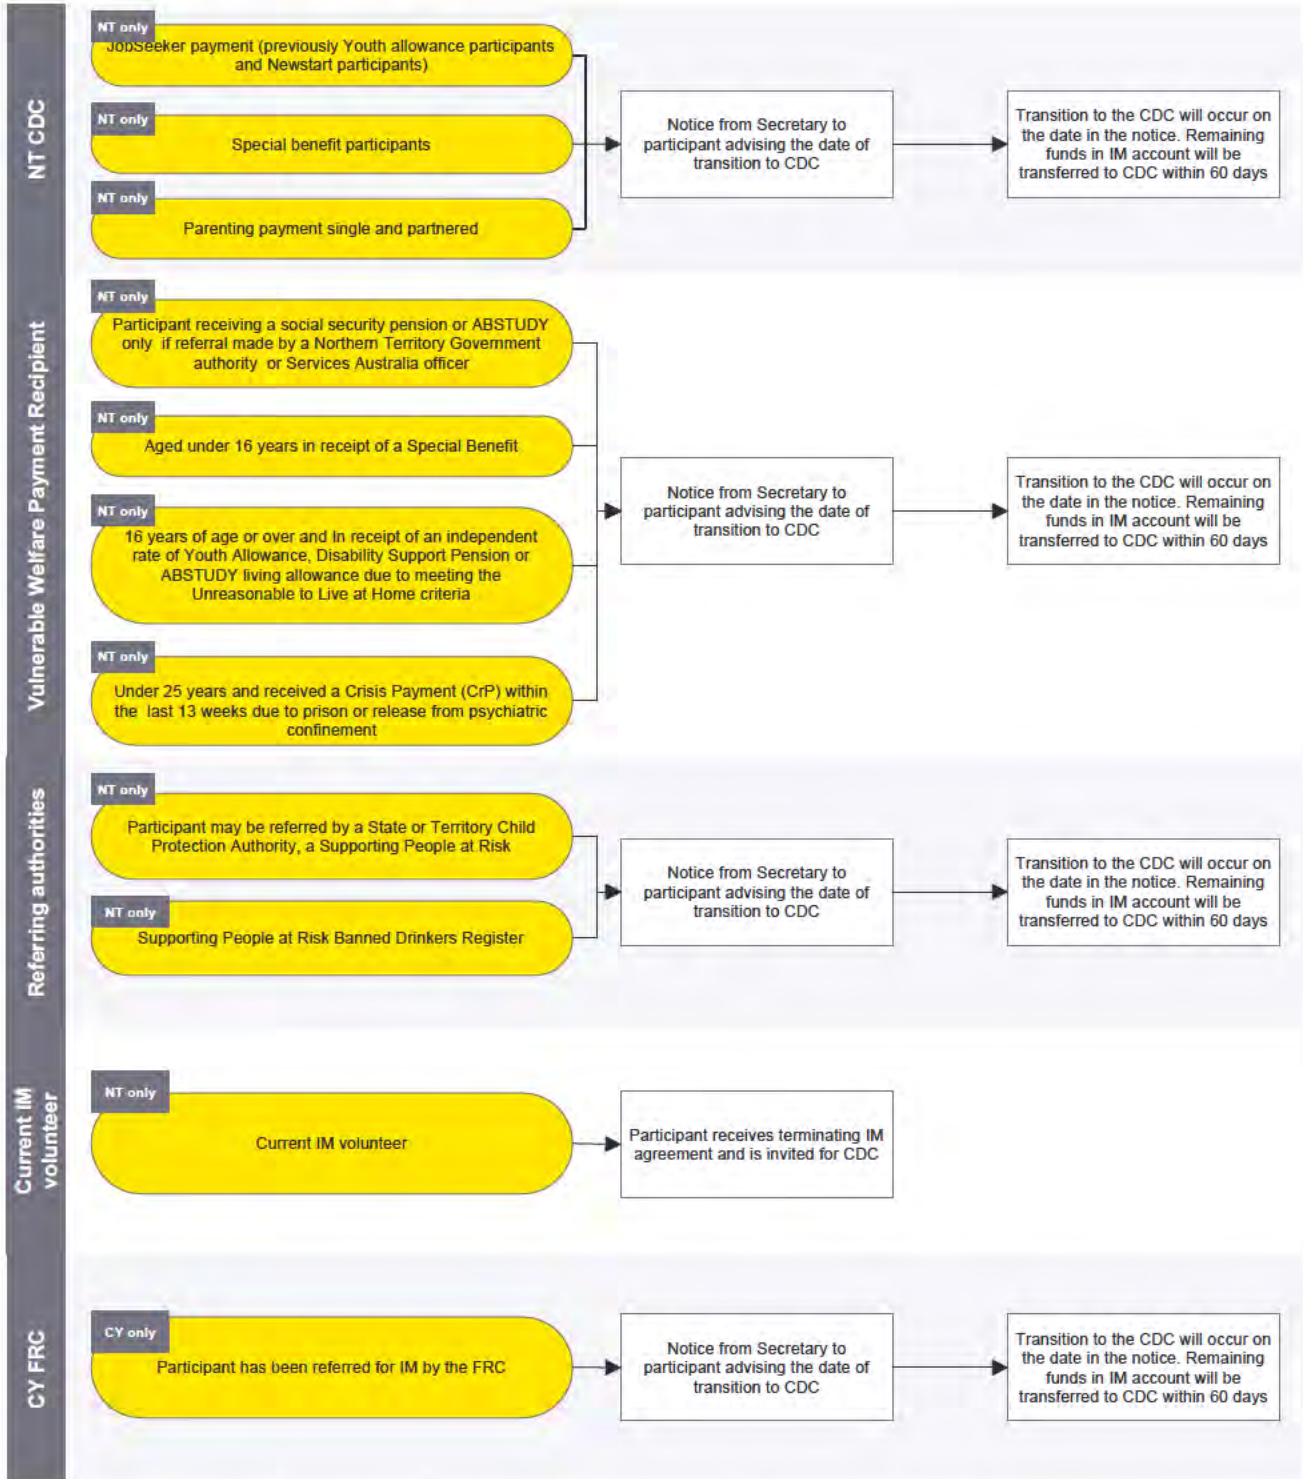 NT CDC
NT only
JobSeeker payment (previously Youth allowance participants
and Newstart participants)
NT only
Special benefit participants
NT only
Parenting payment single and partnered
Notice from Secretary to
participant advising the date of
transition to CDC
Transition to the CDC will occur on
the date in the notice. Remaining
funds in IM account will be
transferred to CDC within 60 days
Vulnerable Welfare Payment Recipient
NT only
Participant receiving a social security pension or ABSTUDY
only if referral made by a Northern Territory Government
authority or Services Australia officer
NT only
Aged under 16 years in receipt of a Special Benefit
NT only
16 years of age or over and In receipt of an independent
rate of Youth Allowance, Disability Support Pension or
ABSTUDY living allowance due to meeting the
Unreasonable to Live at Home criteria
NT only
Under 25 years and received a Crisis Payment (CrP) within
the last 13 weeks due to prison or release from psychiatric
confinement
Notice from Secretary to
participant advising the date of
transition to CDC
Transition to the CDC will occur on
the date in the notice. Remaining
funds in IM account will be
transferred to CDC within 60 days
Referring authorities
NT only
Participant may be referred by a State or Territory Child
Protection Authority, a Supporting People at Risk
NT only
Supporting People at Risk Banned Drinkers Register
Notice from Secretary to
participant advising the date of
transition to CDC
Transition to the CDC will occur on
the date in the notice. Remaining
funds in IM account will be
transferred to CDC within 60 days
Current IM
volunteer
NT only
Current IM volunteer
Participant receives terminating IM
agreement and is invited for CDC
CY FRC
CY only
Participant has been referred for IM by the FRC
Notice from Secretary to
participant advising the date of
transition to CDC
Transition to the CDC will occur on
the date in the notice. Remaining
funds in IM account will be
transferred to CDC within 60 days